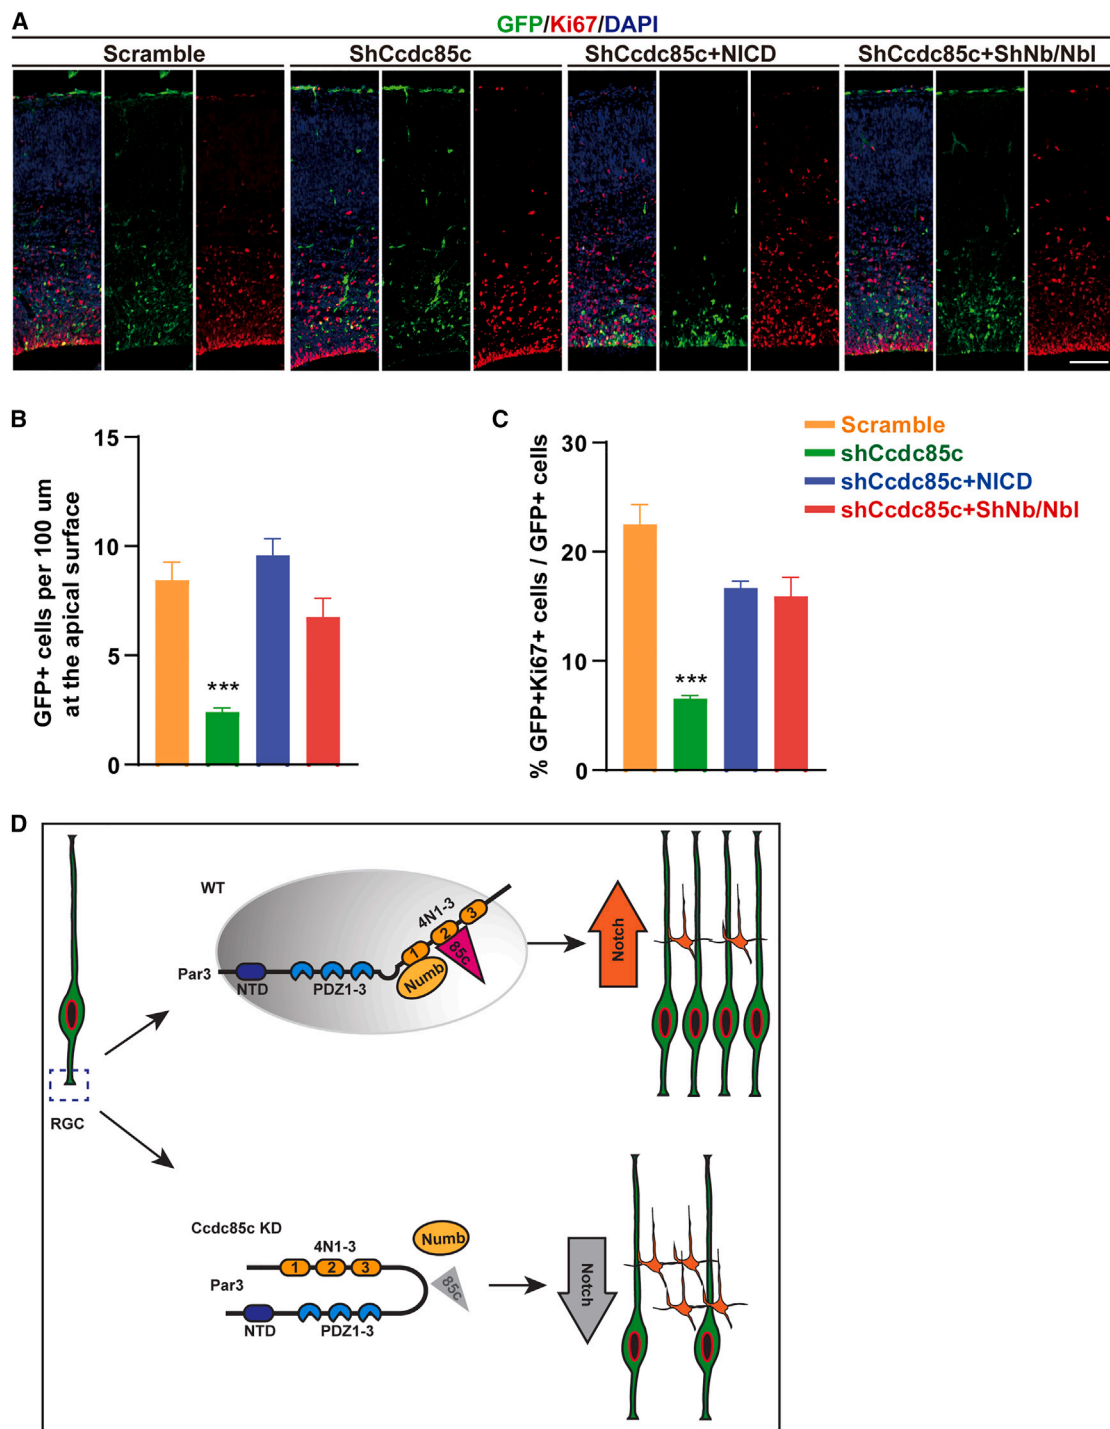 A
GFP/Ki67/DAPI
Scramble
ShCcdc85c
ShCcdc85c+NICD
ShCcdc85c+ShNb/Nbl
B
GFP+ cells per 100 um
at the apical surface
15
10
5
0
***
C
% GFP+Ki67+ cells / GFP+ cells
30
20
10
0
***
Scramble
shCcdc85c
shCcdc85c+NICD
shCcdc85c+ShNb/Nbl
D
RGC
WT
Par3
NTD
PDZ1-3
4N1-3
1
2
3
Numb
85c
Notch
Ccdc85c KD
4N1-3
1
2
3
Par3
NTD
PDZ1-3
Numb
85c
Notch